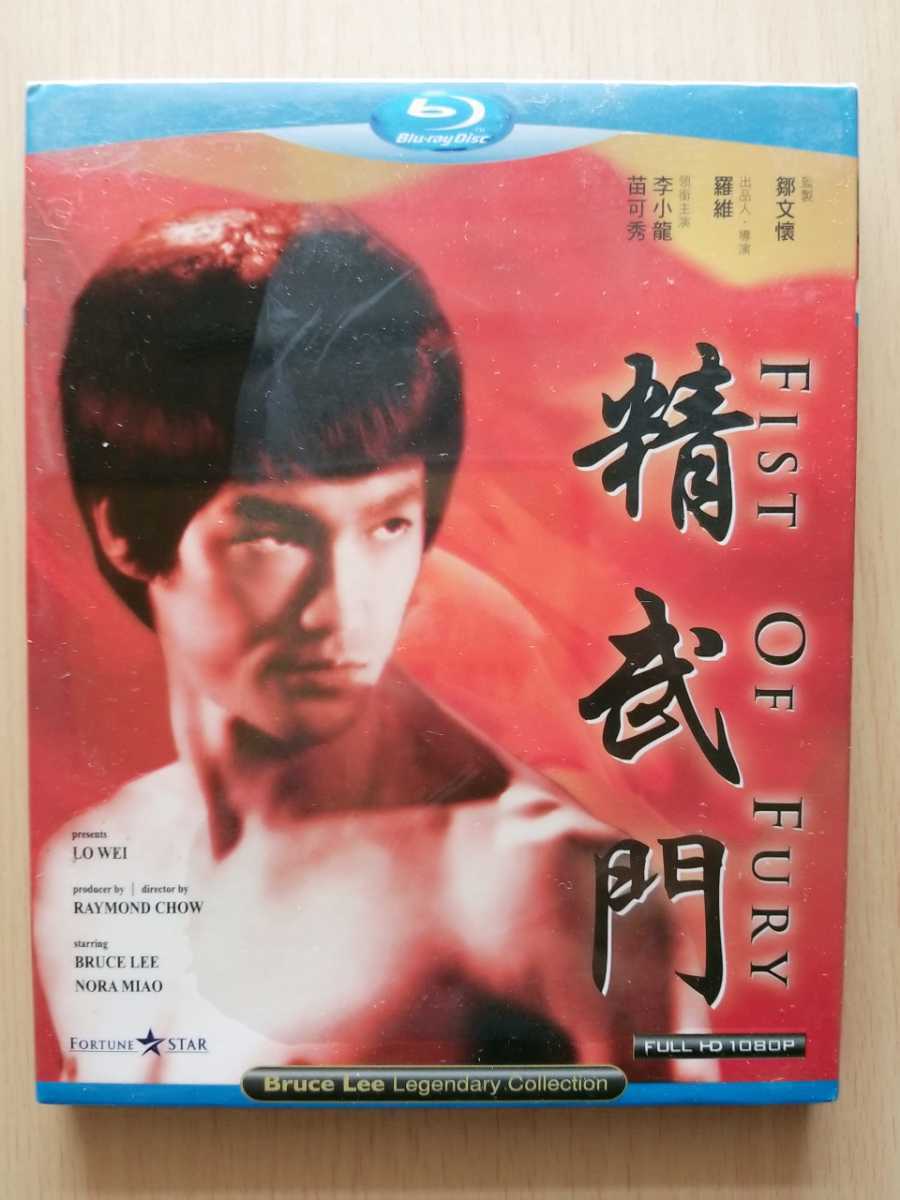 Blu-ray Disc™
監製
鄒文懷
出品人·導演
羅維
領銜主演
李小龍
苗可秀
FIST OF FURY
精武門
presents
LO WEI
producer by | director by
RAYMOND CHOW
starring
BRUCE LEE
NORA MIAO
FORTUNE STAR
FULL HD 1080P
Bruce Lee Legendary Collection